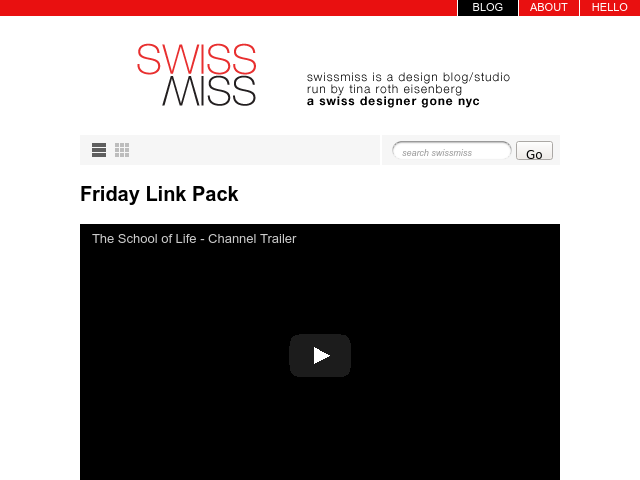 BLOG
ABOUT
HELLO
SWISS
MISS
swissmiss is a design blog/studio
run by tina roth eisenberg
a swiss designer gone nyc
search swissmiss
Go
Friday Link Pack
The School of Life - Channel Trailer